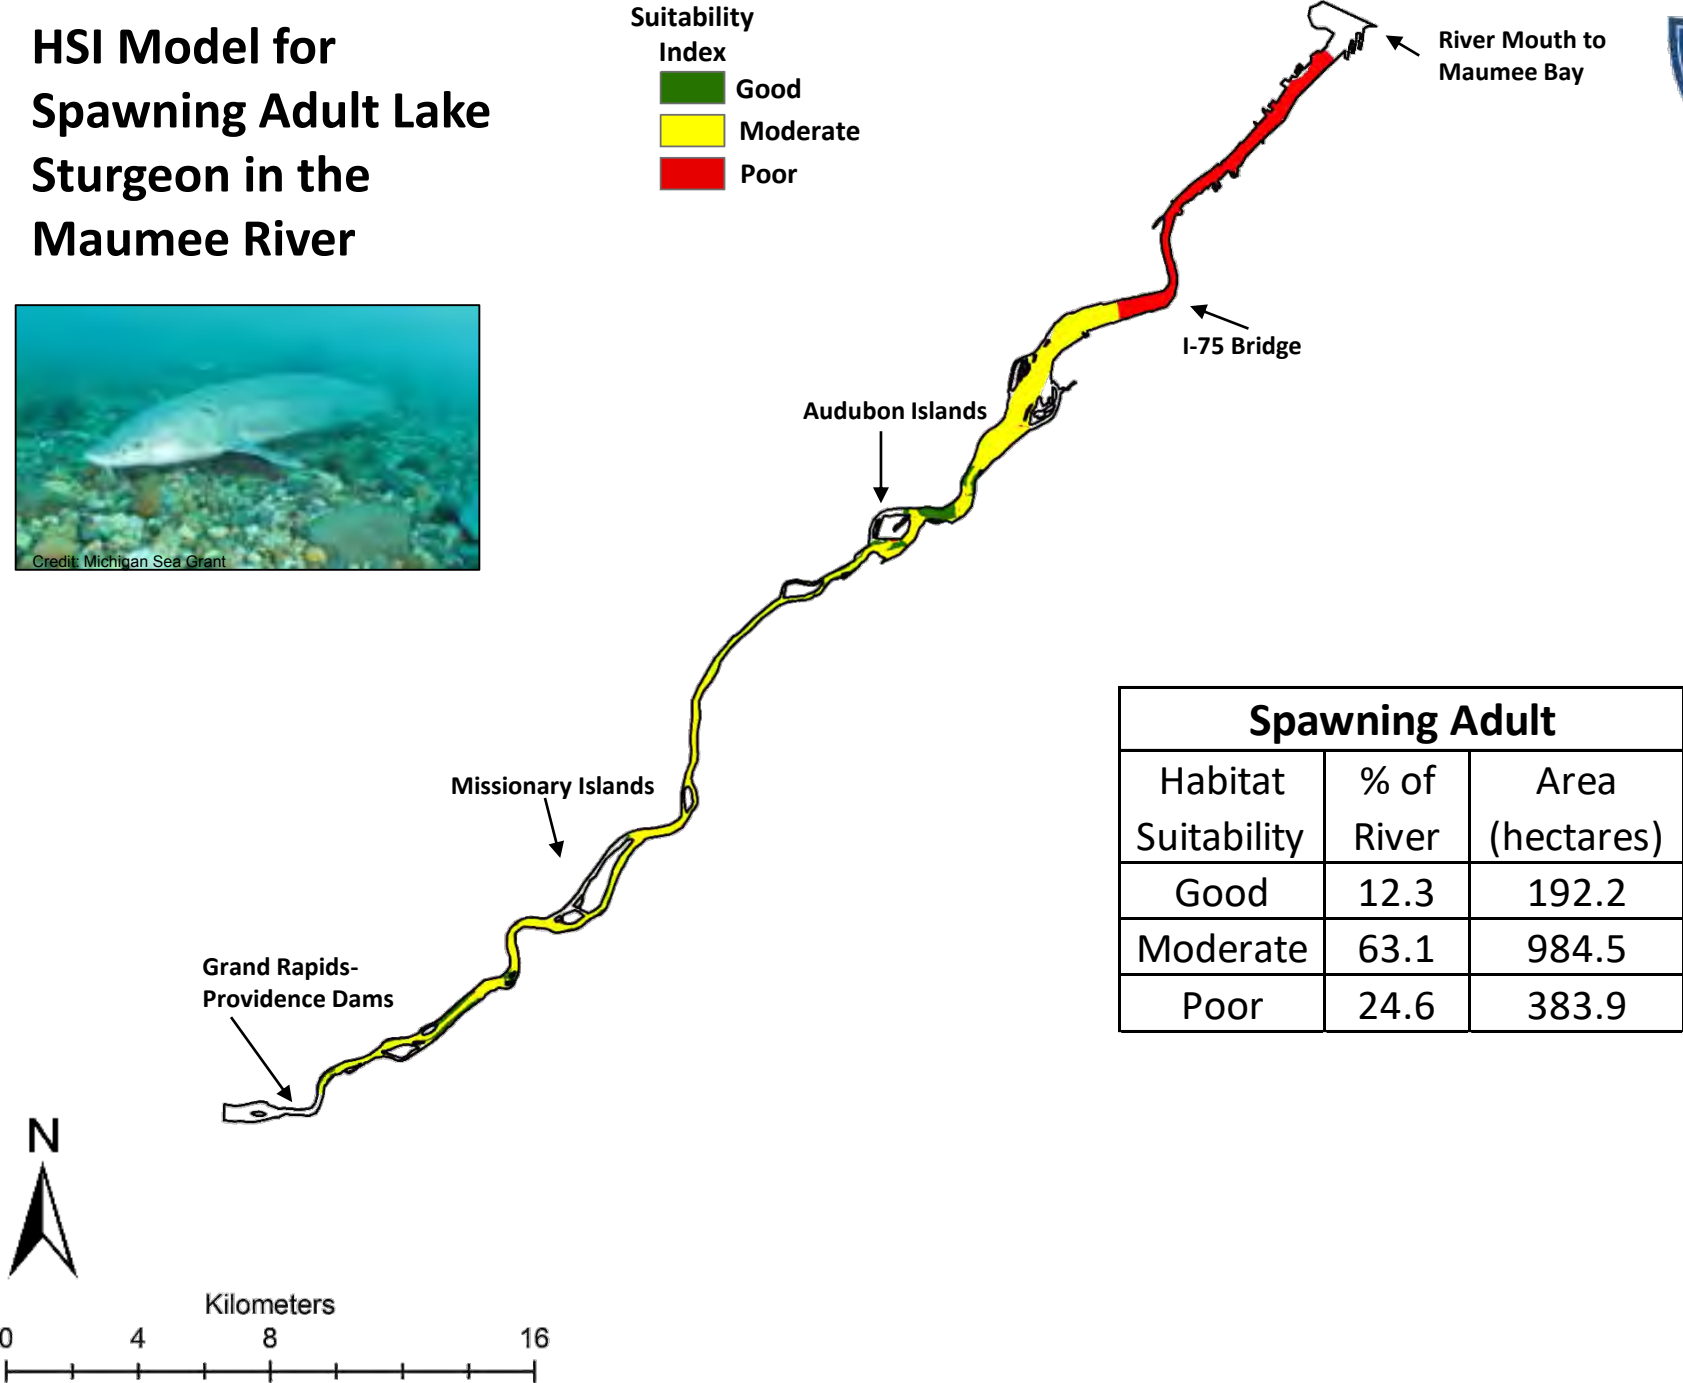 HSI Model for
Spawning Adult Lake
Sturgeon in the
Maumee River
Credit: Michigan Sea Grant
Suitability
Index
Good
Moderate
Poor
River Mouth to
Maumee Bay
I-75 Bridge
Audubon Islands
Missionary Islands
Grand Rapids-
Providence Dams
Spawning Adult
Habitat Suitability % of River Area (hectares)
Good 12.3 192.2
Moderate 63.1 984.5
Poor 24.6 383.9
N
Kilometers
0 4 8 16